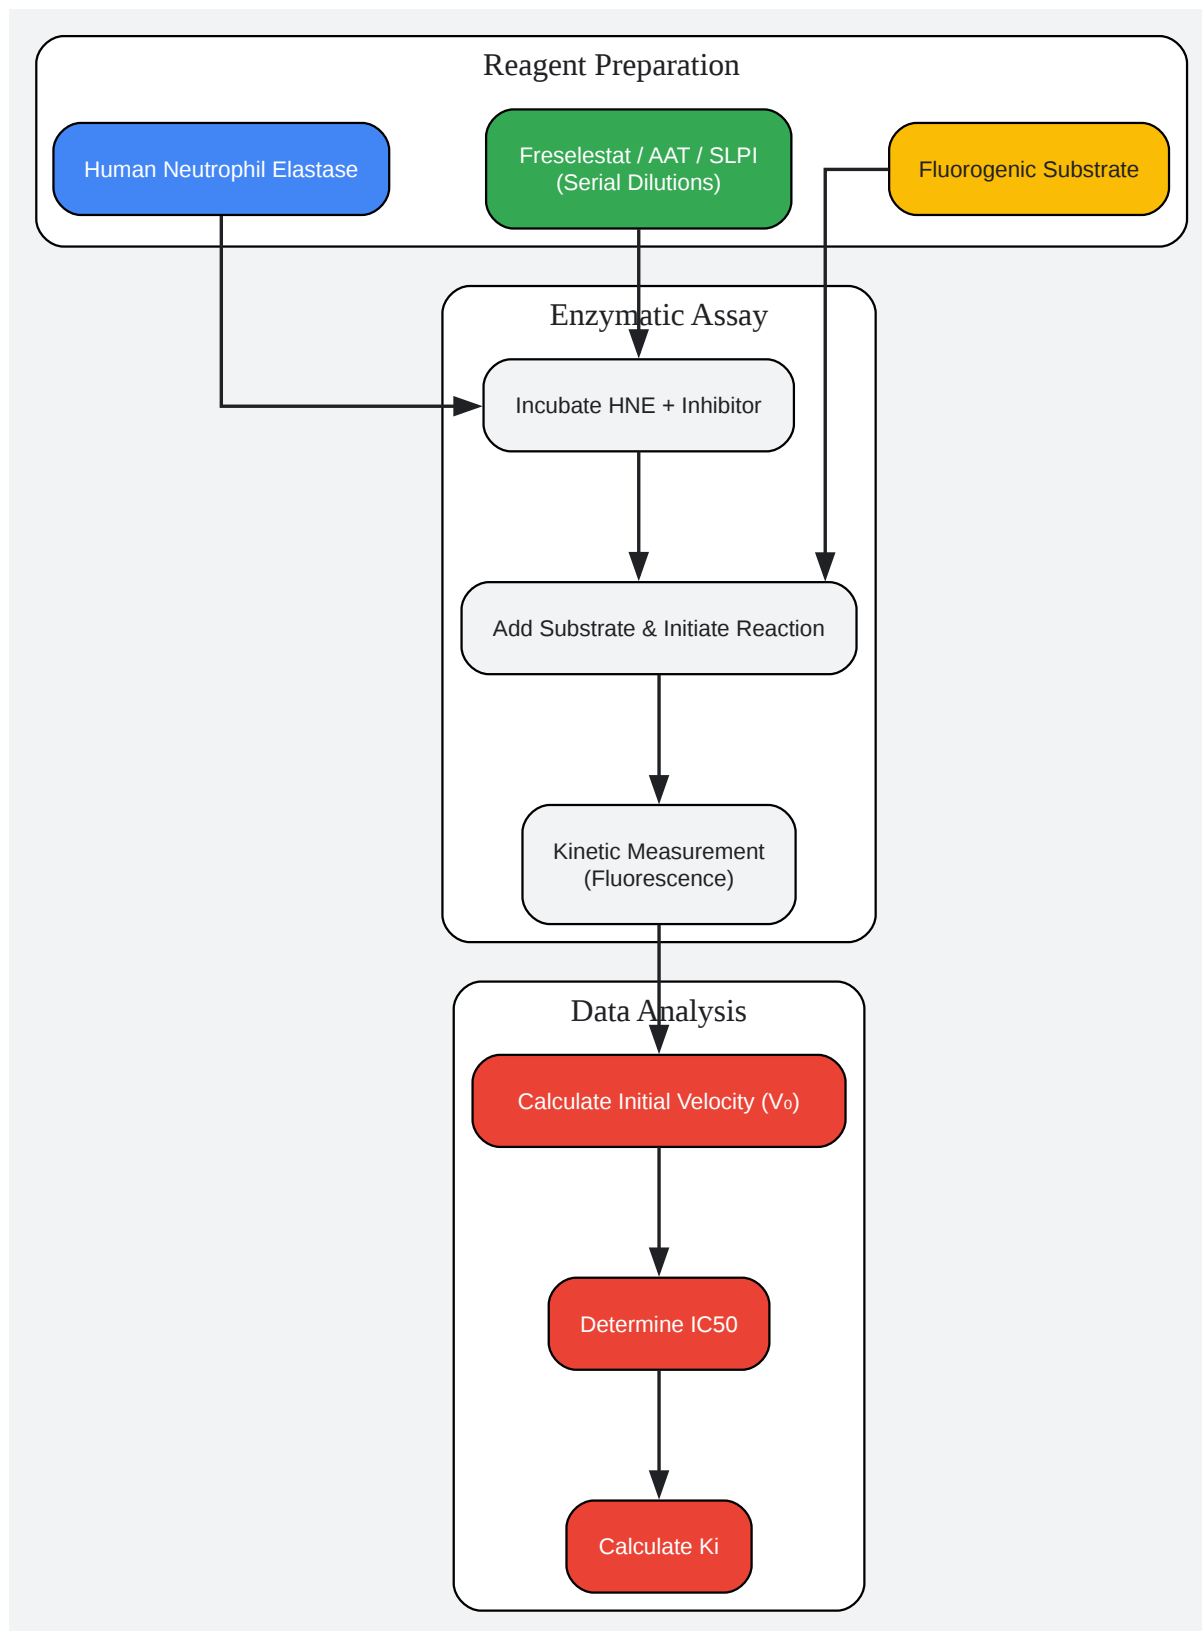 Reagent Preparation
Human Neutrophil Elastase
Freselestat / AAT / SLPI
(Serial Dilutions)
Fluorogenic Substrate
Enzymatic Assay
Incubate HNE + Inhibitor
Add Substrate & Initiate Reaction
Kinetic Measurement
(Fluorescence)
Data Analysis
Calculate Initial Velocity (V₀)
Determine IC50
Calculate Ki